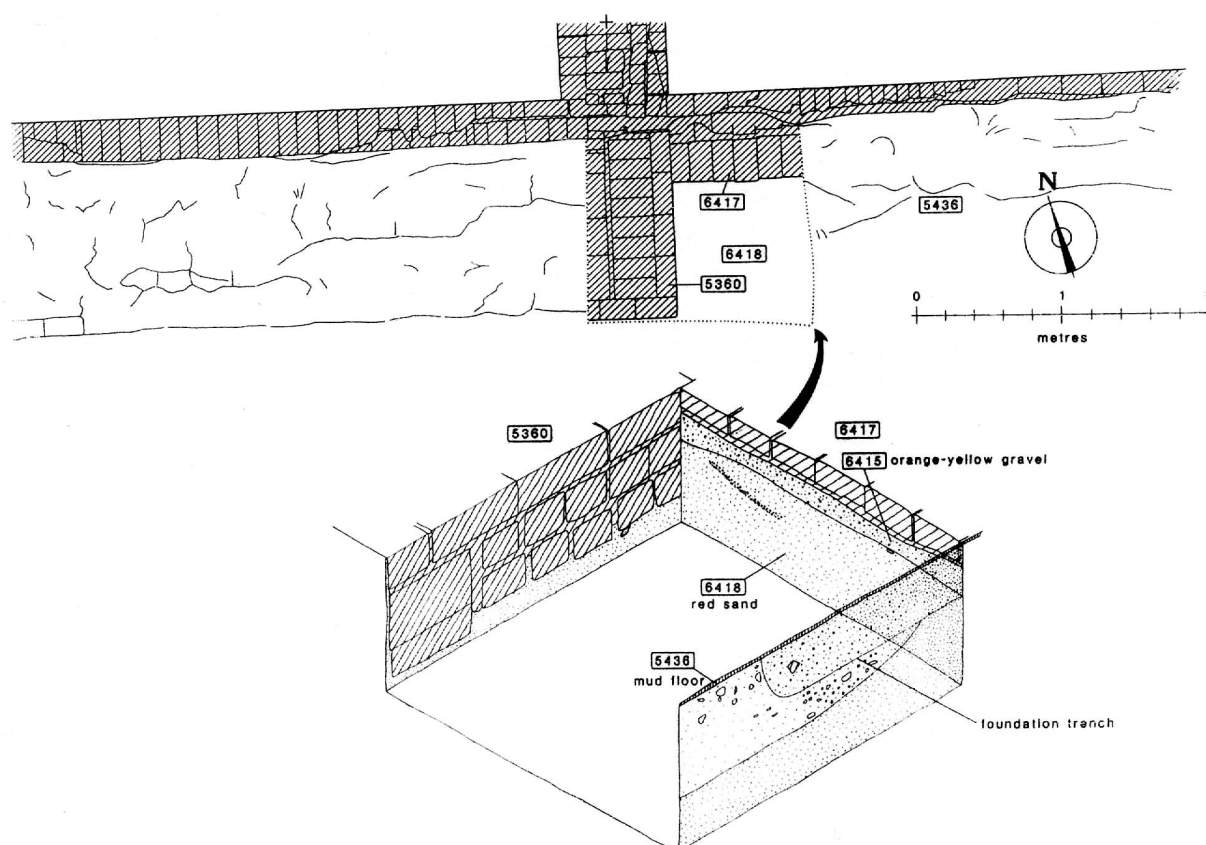 6417
5436
N
6418
5360
0 1
metres
5360
6417
6415 orange-yellow gravel
6418
red sand
5436
mud floor
foundation trench